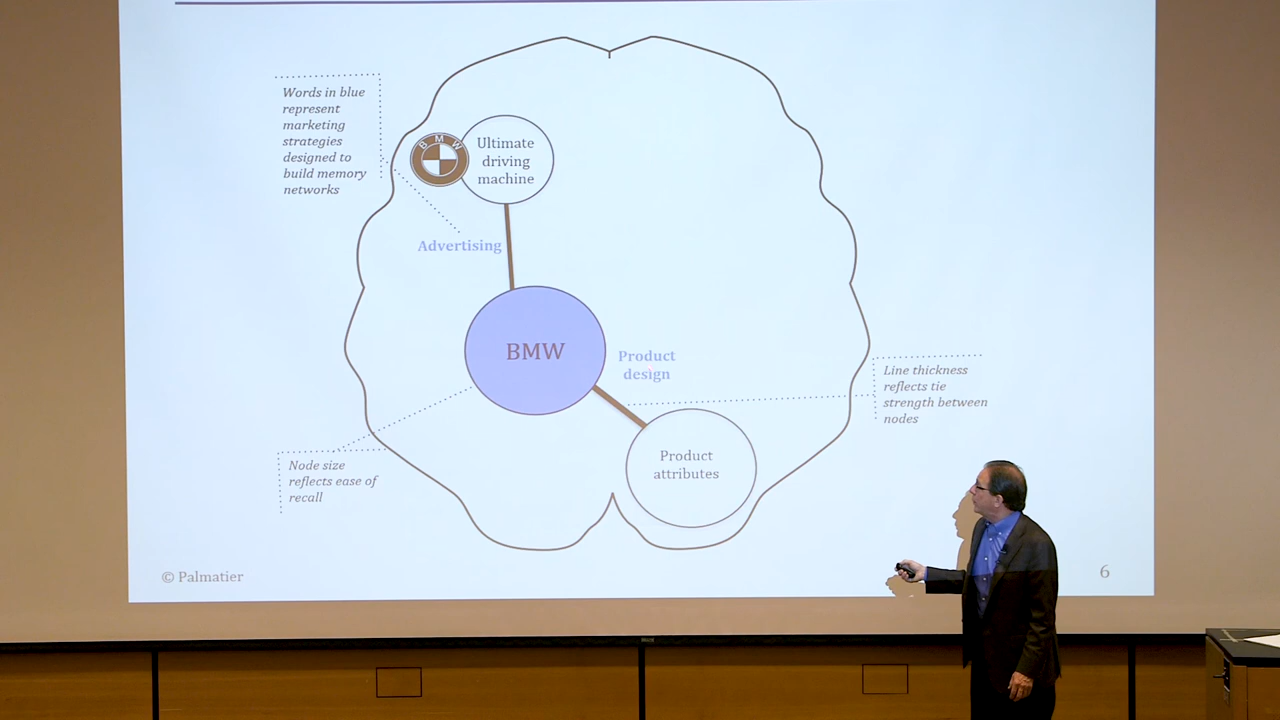 Words in blue
represent
marketing
strategies
designed to
build memory
networks
BMW
Ultimate
driving
machine
Advertising
BMW
Product
design
Line thickness
reflects tie
strength between
nodes
Product
attributes
Node size
reflects ease of
recall
© Palmatier
6